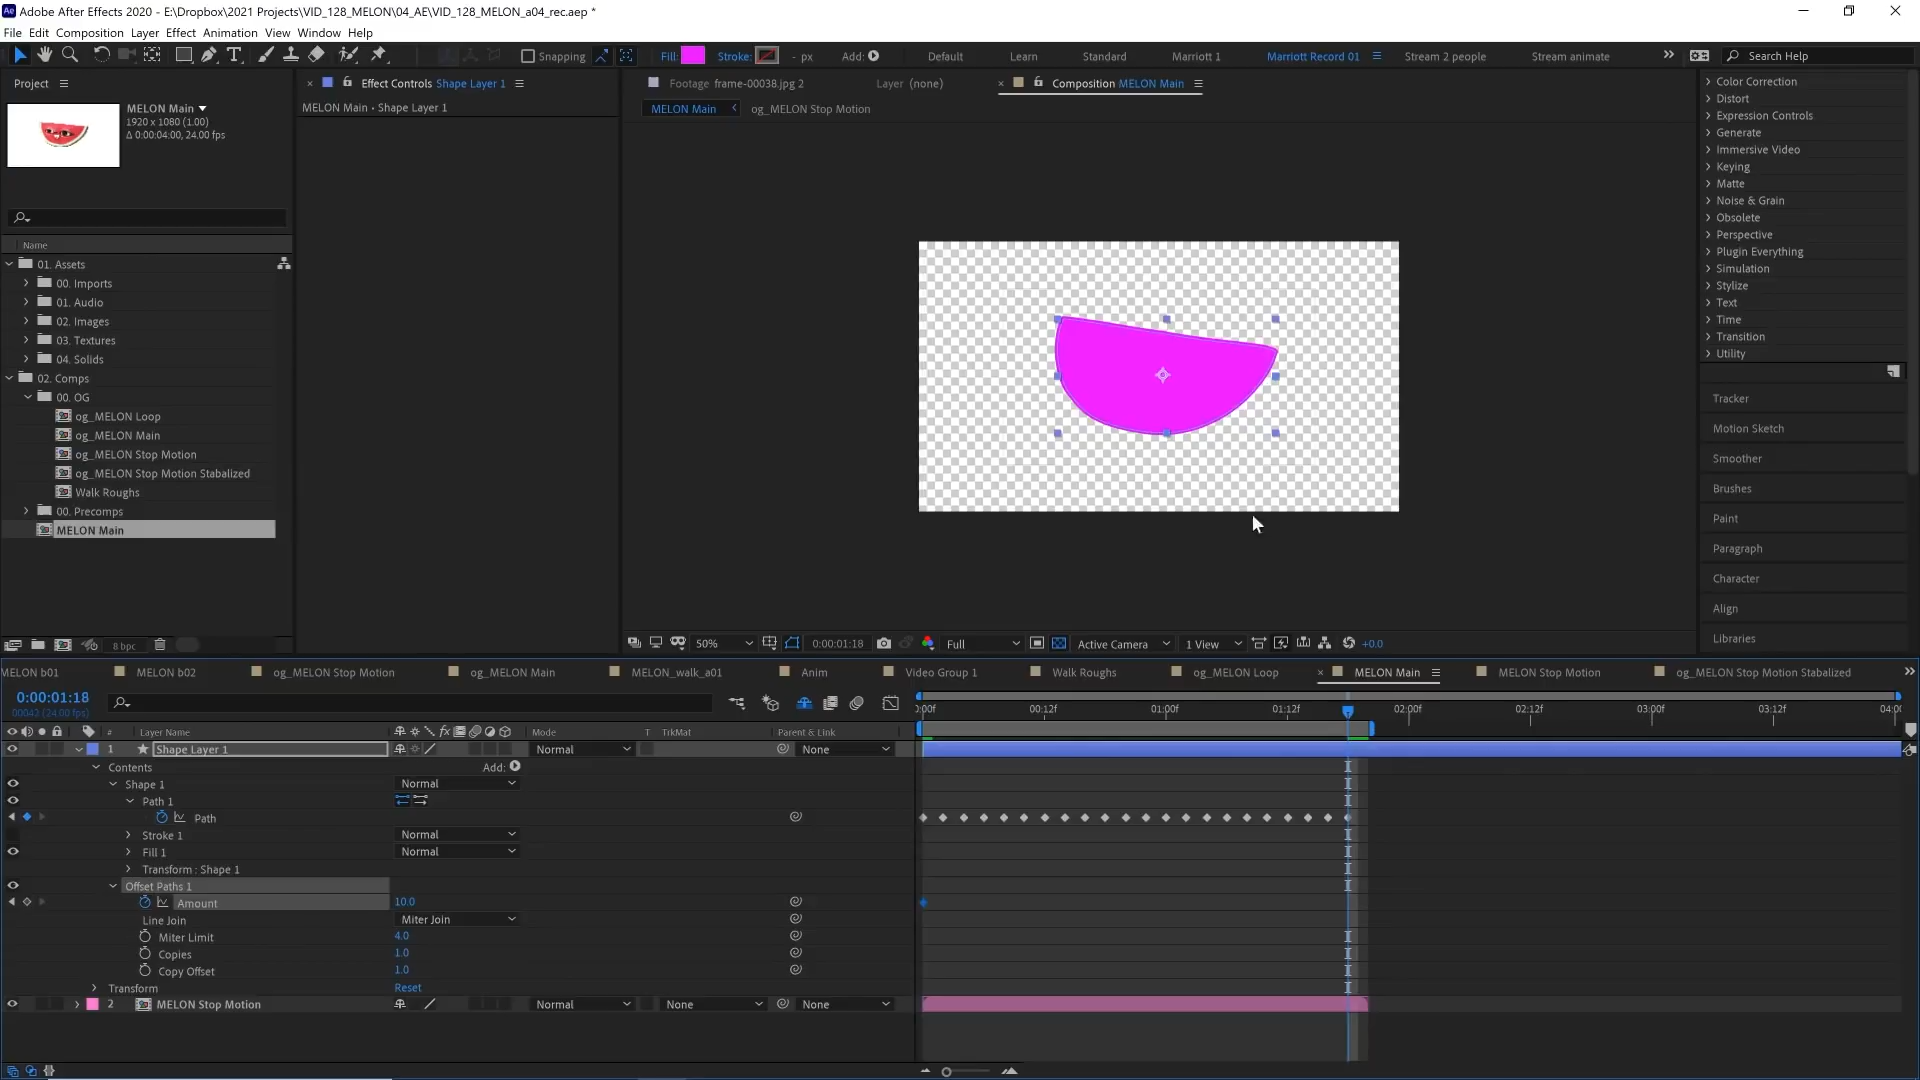 Adobe After Effects 2020 - E:\Dropbox\2021 Projects\VID_128_MELON\04_AE\VID_128_MELON_a04_rec.aep *
File Edit Composition Layer Effect Animation View Window Help
Snapping Fill: Stroke: - px Add: Default Learn Standard Marriott 1 Marriott Record 01 Stream 2 people Stream animate Search Help
Project
MELON Main
1920 x 1080 (1.00)
Δ 0:00:04:00, 24.00 fps
Name
01. Assets
00. Imports
01. Audio
02. Images
03. Textures
04. Solids
02. Comps
00. OG
og_MELON Loop
og_MELON Main
og_MELON Stop Motion
og_MELON Stop Motion Stabalized
Walk Roughs
00. Precomps
MELON Main
8 bpc
Effect Controls Shape Layer 1
MELON Main • Shape Layer 1
Footage frame-00038.jpg 2 Layer (none) Composition MELON Main
MELON Main og_MELON Stop Motion
50% 0:00:01:18 Full Active Camera 1 View +0.0
Color Correction
Distort
Expression Controls
Generate
Immersive Video
Keying
Matte
Noise & Grain
Obsolete
Perspective
Plugin Everything
Simulation
Stylize
Text
Time
Transition
Utility
Tracker
Motion Sketch
Smoother
Brushes
Paint
Paragraph
Character
Align
Libraries
MELON b01 MELON b02 og_MELON Stop Motion og_MELON Main MELON_walk_a01 Anim Video Group 1 Walk Roughs og_MELON Loop MELON Main MELON Stop Motion og_MELON Stop Motion Stabalized
0:00:01:18
00042 (24.00 fps)
00:12f 01:00f 01:12f 02:00f 02:12f 03:00f 03:12f
# Layer Name Mode T TrkMat Parent & Link
1 Shape Layer 1 Normal None
Contents Add:
Shape 1 Normal
Path 1
Path
Stroke 1 Normal
Fill 1 Normal
Transform : Shape 1
Offset Paths 1
Amount 10.0
Line Join Miter Join
Miter Limit 4.0
Copies 1.0
Copy Offset 1.0
Transform Reset
2 MELON Stop Motion Normal None None